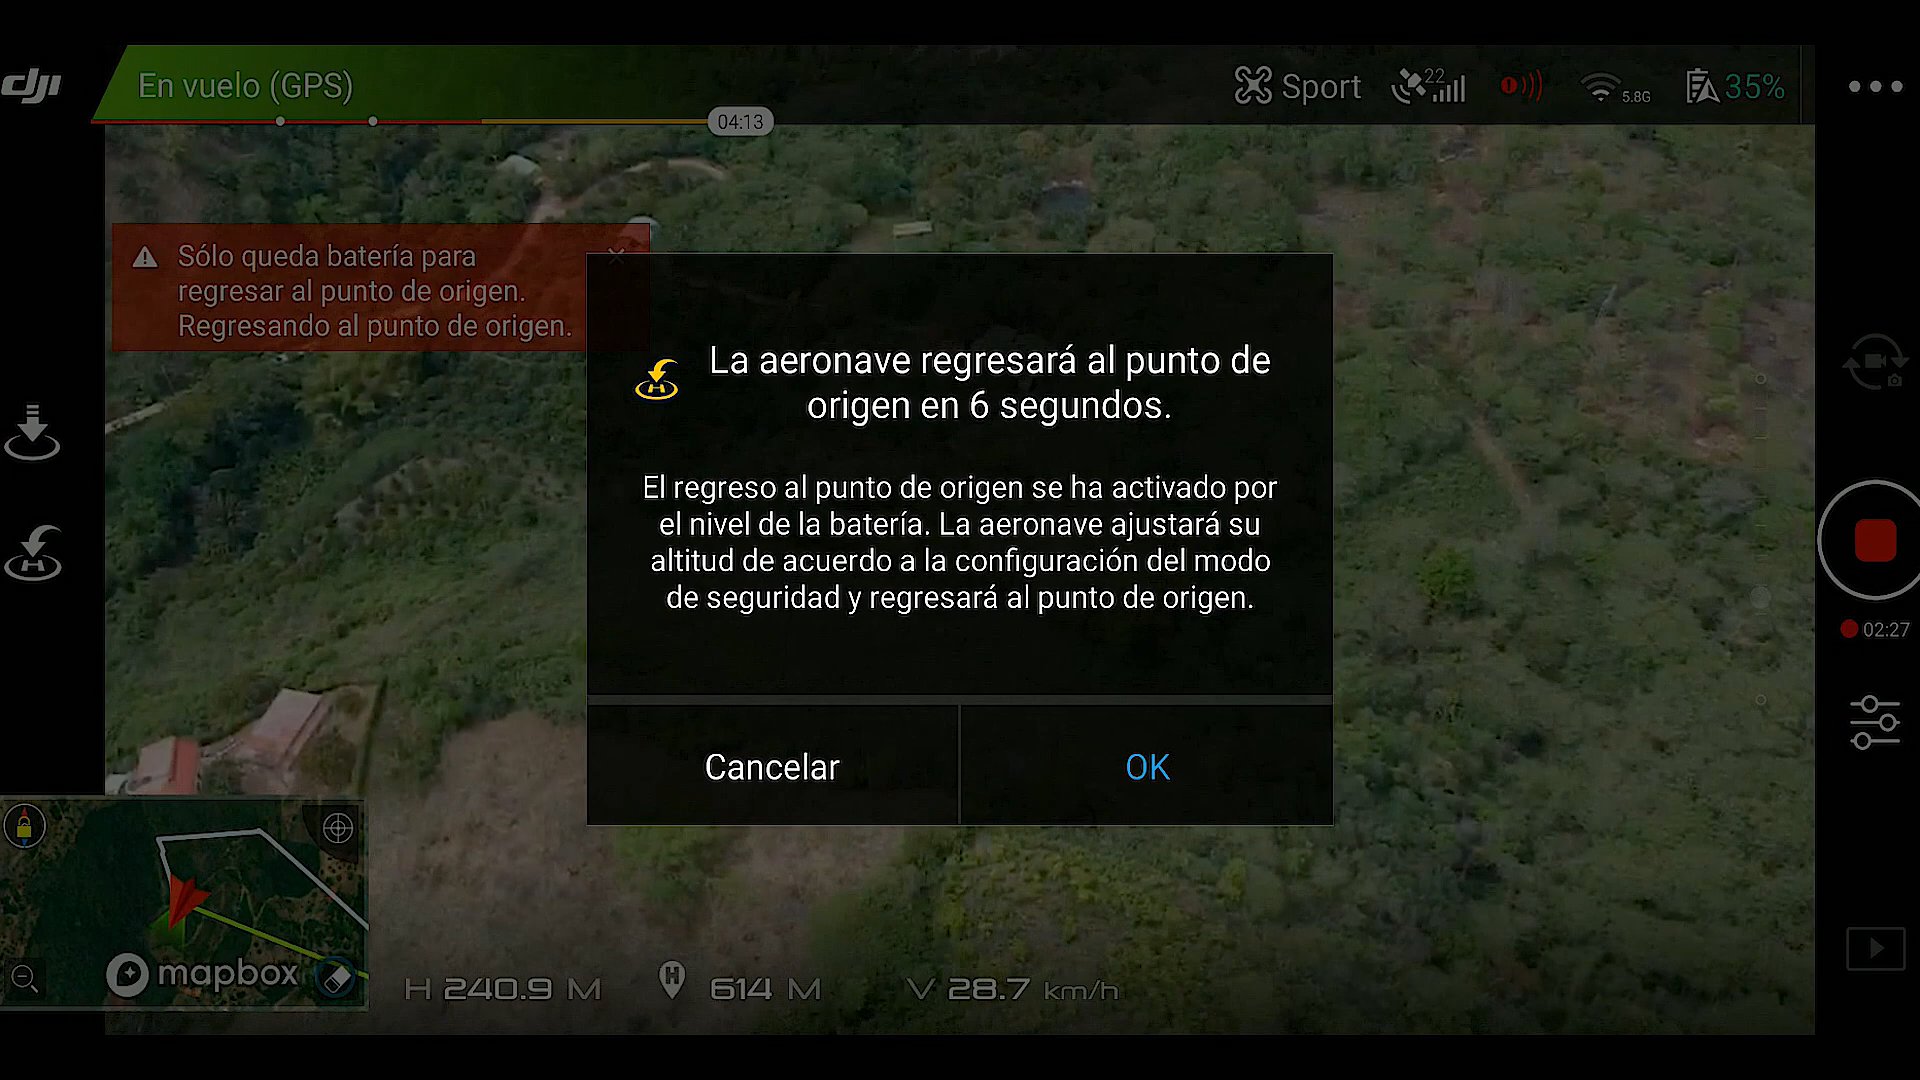 dji
En vuelo (GPS)
Sport
22
5.8G
35%
04:13
Sólo queda batería para
regresar al punto de origen.
Regresando al punto de origen.
La aeronave regresará al punto de
origen en 6 segundos.
El regreso al punto de origen se ha activado por
el nivel de la batería. La aeronave ajustará su
altitud de acuerdo a la configuración del modo
de seguridad y regresará al punto de origen.
Cancelar
OK
02:27
mapbox
H 240.9 M
H 614 M
V 28.7 km/h